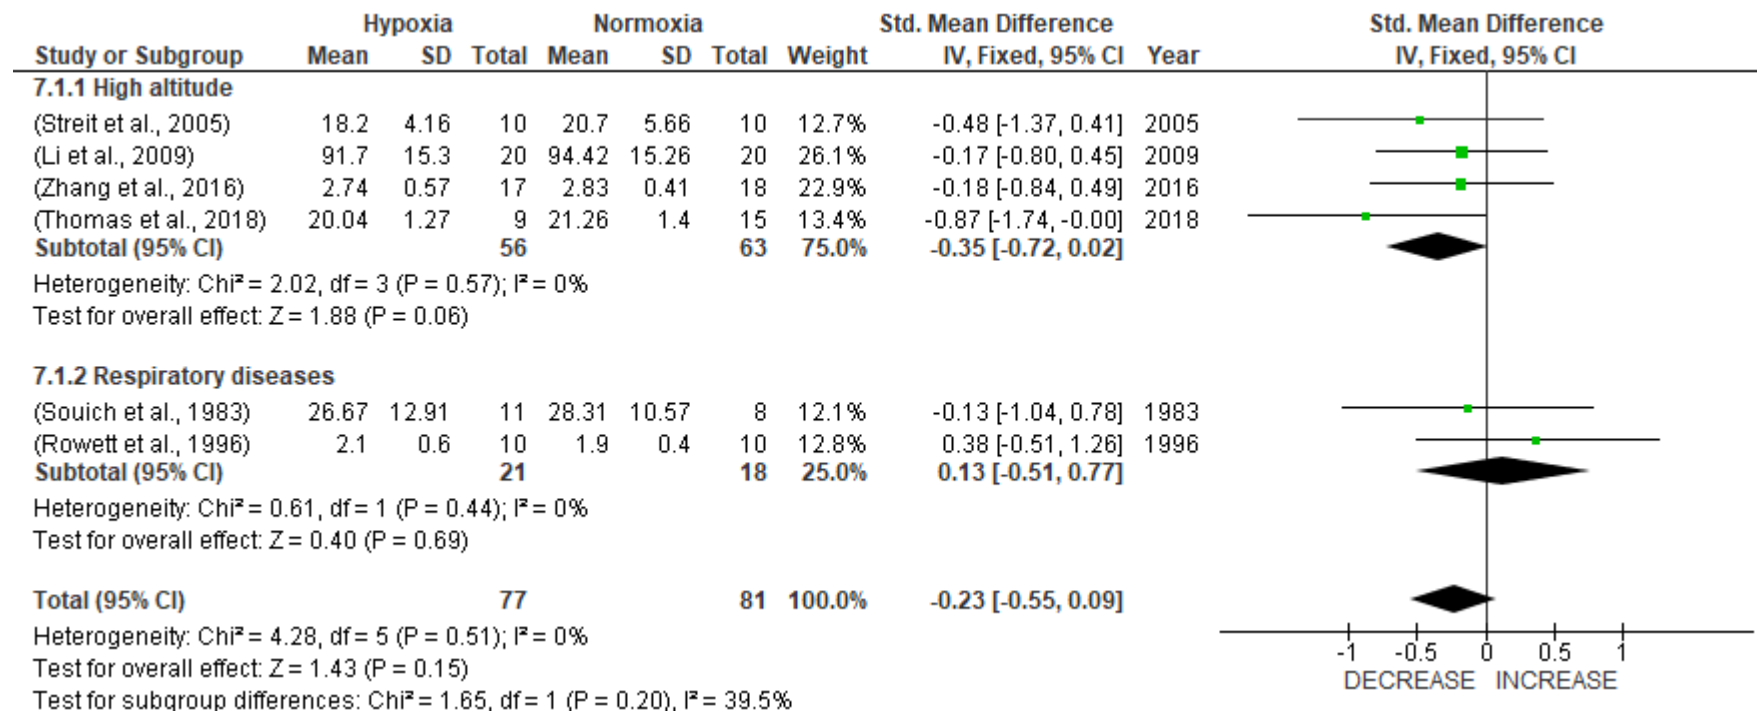 Hypoxia Normoxia Std. Mean Difference Std. Mean Difference
Study or Subgroup Mean SD Total Mean SD Total Weight IV, Fixed, 95% CI Year IV, Fixed, 95% CI
7.1.1 High altitude
(Streit et al., 2005) 18.2 4.16 10 20.7 5.66 10 12.7% -0.48 [-1.37, 0.41] 2005
(Li et al., 2009) 91.7 15.3 20 94.42 15.26 20 26.1% -0.17 [-0.80, 0.45] 2009
(Zhang et al., 2016) 2.74 0.57 17 2.83 0.41 18 22.9% -0.18 [-0.84, 0.49] 2016
(Thomas et al., 2018) 20.04 1.27 9 21.26 1.4 15 13.4% -0.87 [-1.74, -0.00] 2018
Subtotal (95% CI) 56 63 75.0% -0.35 [-0.72, 0.02]
Heterogeneity: Chi² = 2.02, df = 3 (P = 0.57); I² = 0%
Test for overall effect: Z = 1.88 (P = 0.06)
7.1.2 Respiratory diseases
(Souich et al., 1983) 26.67 12.91 11 28.31 10.57 8 12.1% -0.13 [-1.04, 0.78] 1983
(Rowett et al., 1996) 2.1 0.6 10 1.9 0.4 10 12.8% 0.38 [-0.51, 1.26] 1996
Subtotal (95% CI) 21 18 25.0% 0.13 [-0.51, 0.77]
Heterogeneity: Chi² = 0.61, df = 1 (P = 0.44); I² = 0%
Test for overall effect: Z = 0.40 (P = 0.69)
Total (95% CI) 77 81 100.0% -0.23 [-0.55, 0.09]
Heterogeneity: Chi² = 4.28, df = 5 (P = 0.51); I² = 0%
Test for overall effect: Z = 1.43 (P = 0.15)
Test for subgroup differences: Chi² = 1.65, df = 1 (P = 0.20), I² = 39.5%
-1 -0.5 0 0.5 1
DECREASE INCREASE